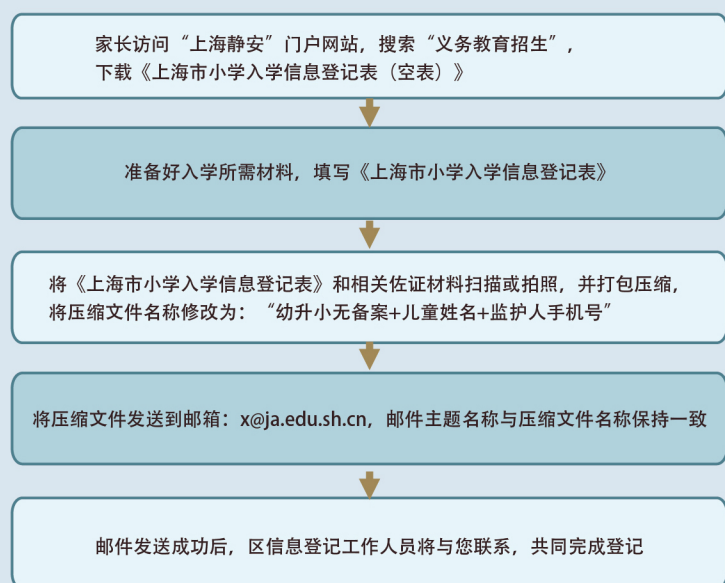 家长访问“上海静安”门户网站，搜索“义务教育招生”，
下载《上海市小学入学信息登记表（空表）》
准备好入学所需材料，填写《上海市小学入学信息登记表》
将《上海市小学入学信息登记表》和相关佐证材料扫描或拍照，并打包压缩，
将压缩文件名称修改为：“幼升小无备案+儿童姓名+监护人手机号”
将压缩文件发送到邮箱：x@ja.edu.sh.cn，邮件主题名称与压缩文件名称保持一致
邮件发送成功后，区信息登记工作人员将与您联系，共同完成登记